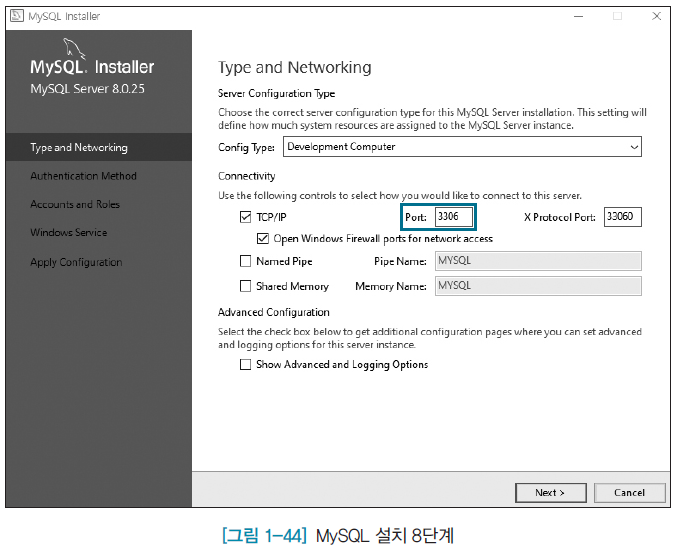 MySQL Installer
MySQL. Installer
MySQL Server 8.0.25
Type and Networking
Authentication Method
Accounts and Roles
Windows Service
Apply Configuration
Type and Networking
Server Configuration Type
Choose the correct server configuration type for this MySQL Server installation. This setting will
define how much system resources are assigned to the MySQL Server instance.
Config Type: Development Computer
Connectivity
Use the following controls to select how you would like to connect to this server.
TCP/IP Port: 3306 X Protocol Port: 33060
Open Windows Firewall ports for network access
Named Pipe Pipe Name: MYSQL
Shared Memory Memory Name: MYSQL
Advanced Configuration
Select the check box below to get additional configuration pages where you can set advanced
and logging options for this server instance.
Show Advanced and Logging Options
Next > Cancel
[그림 1-44] MySQL 설치 8단계